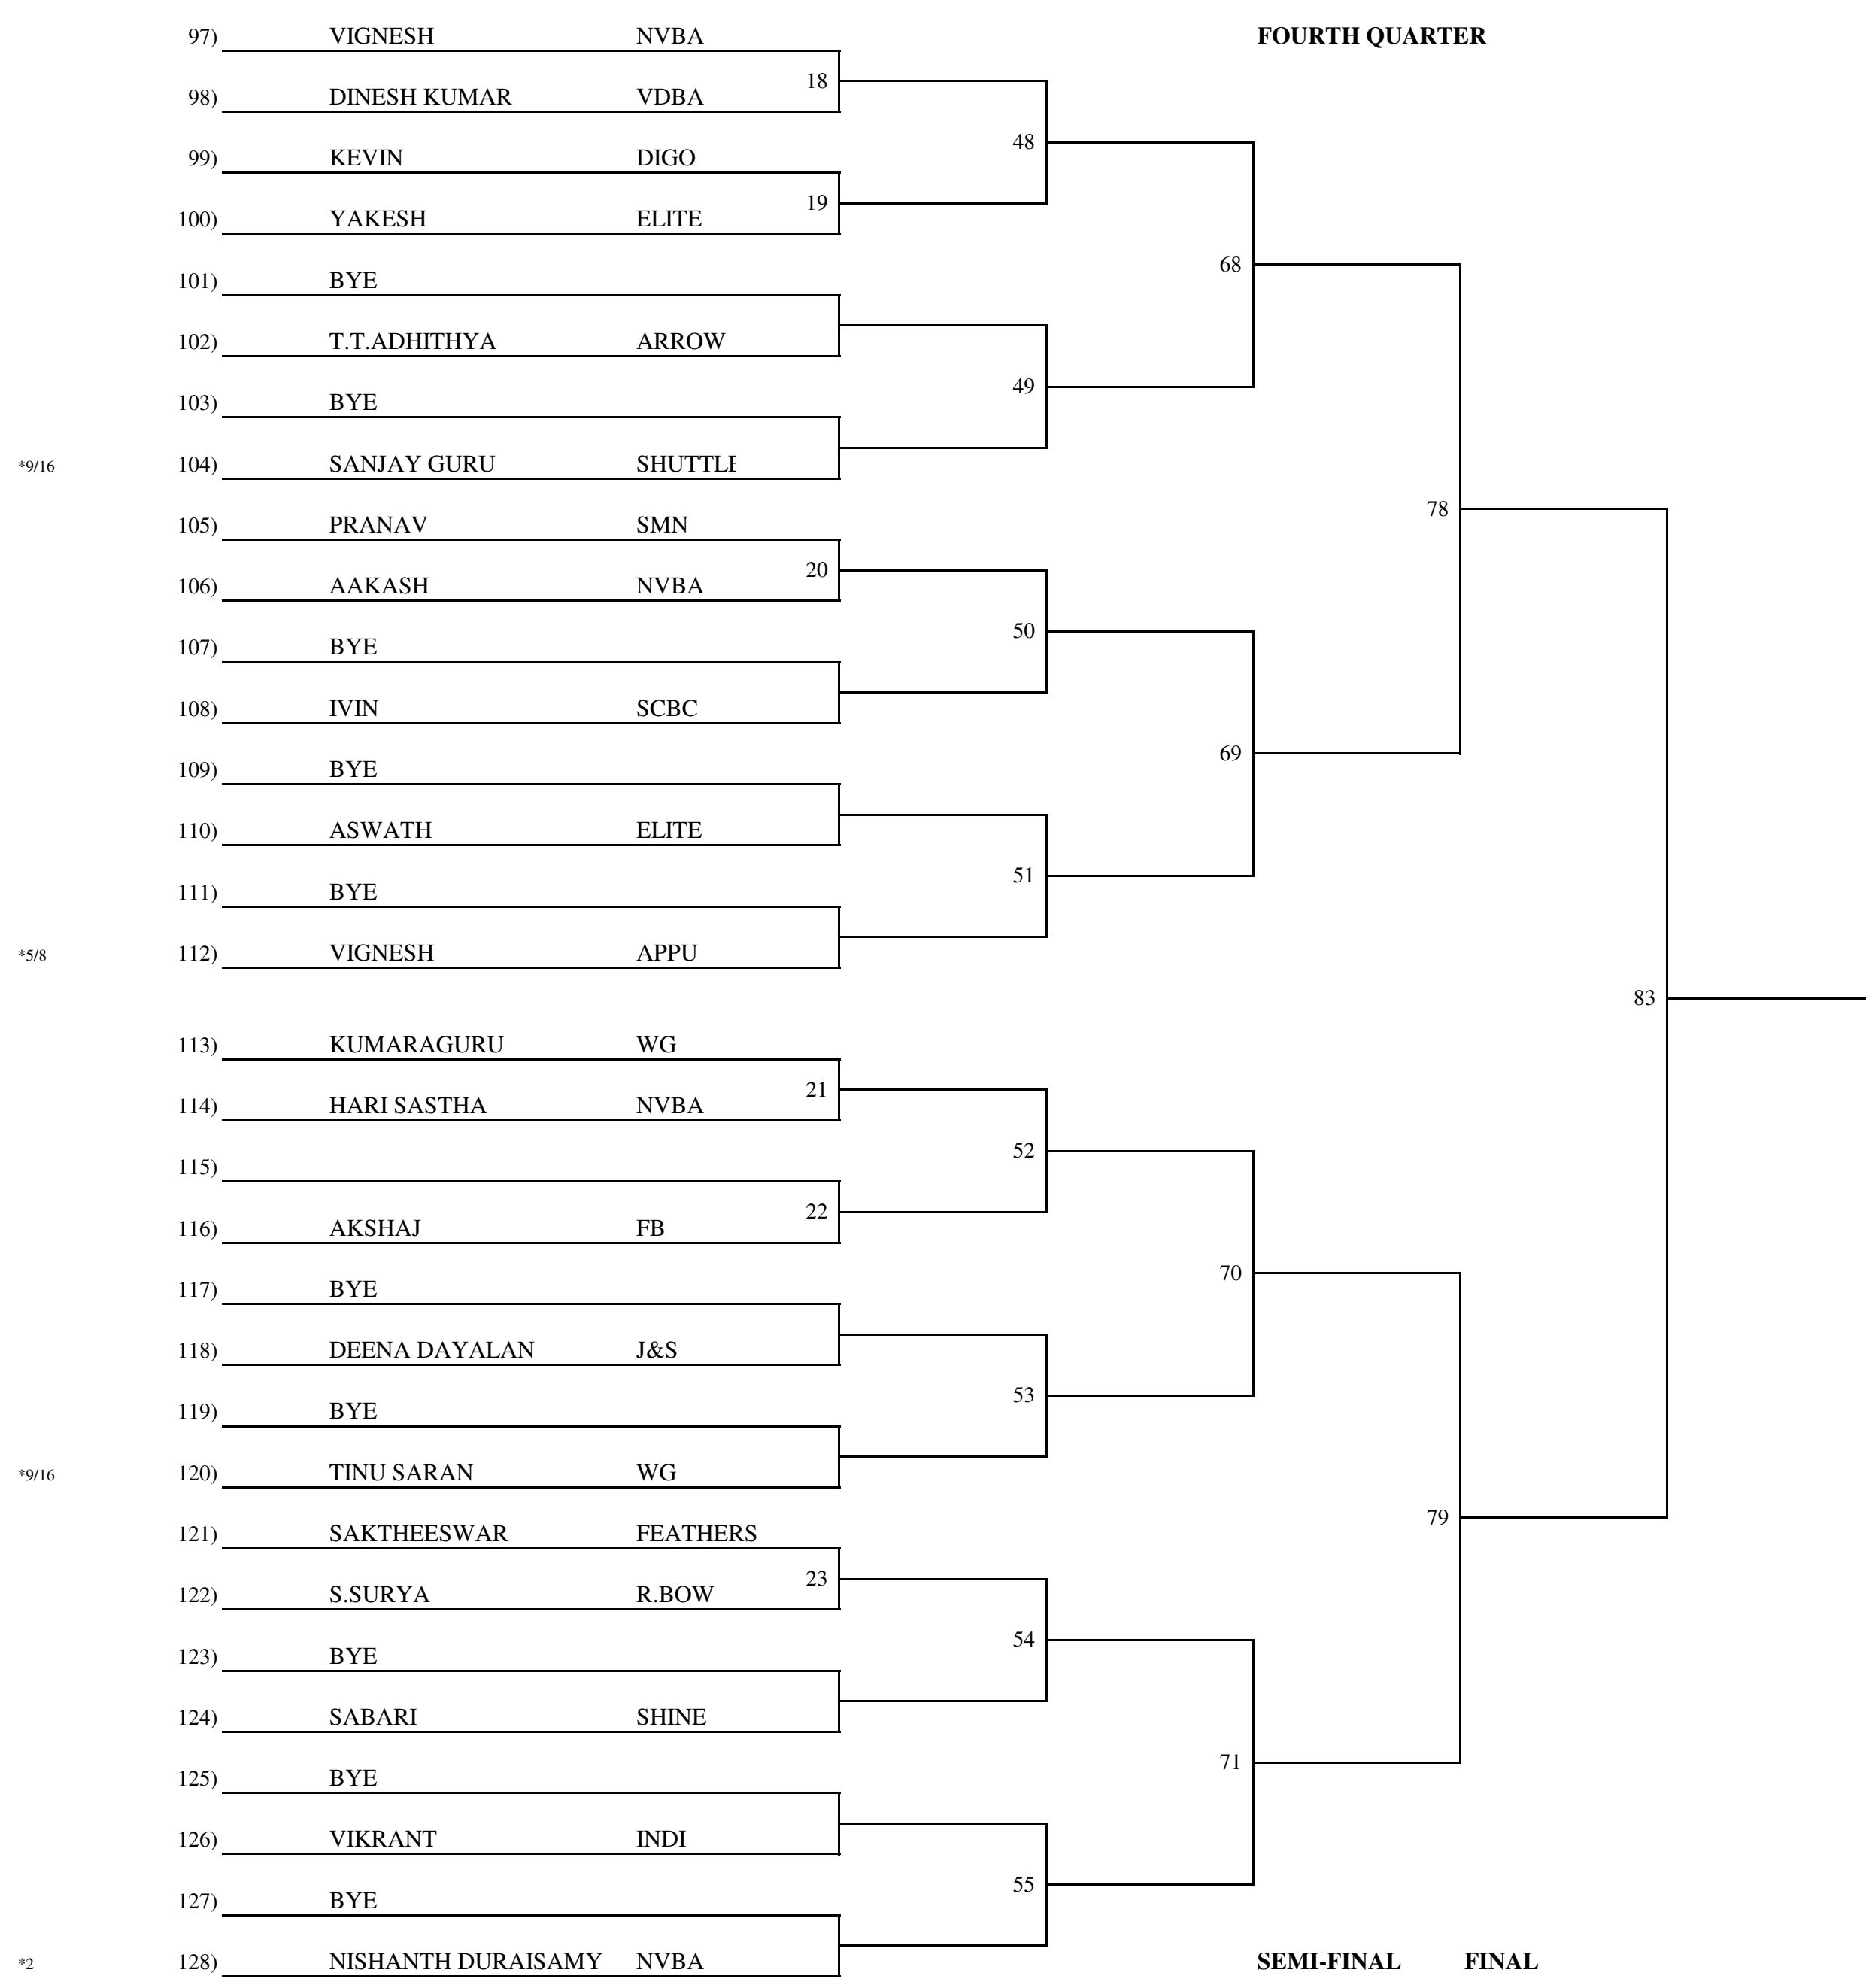 97) VIGNESH NVBA FOURTH QUARTER
18
98) DINESH KUMAR VDBA
48
99) KEVIN DIGO
19
100) YAKESH ELITE
68
101) BYE
102) T.T.ADHITHYA ARROW
49
103) BYE
*9/16 104) SANJAY GURU SHUTTLE
78
105) PRANAV SMN
20
106) AAKASH NVBA
50
107) BYE
108) IVIN SCBC
69
109) BYE
110) ASWATH ELITE
51
111) BYE
*5/8 112) VIGNESH APPU
83
113) KUMARAGURU WG
21
114) HARI SASTHA NVBA
52
115)
22
116) AKSHAJ FB
70
117) BYE
118) DEENA DAYALAN J&S
53
119) BYE
*9/16 120) TINU SARAN WG
79
121) SAKTHEESWAR FEATHERS
23
122) S.SURYA R.BOW
54
123) BYE
124) SABARI SHINE
71
125) BYE
126) VIKRANT INDI
55
127) BYE
*2 128) NISHANTH DURAISAMY NVBA SEMI-FINAL FINAL